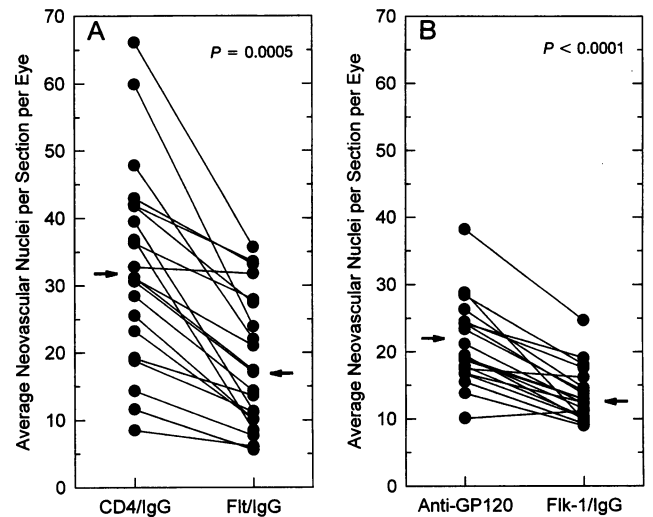 A
P = 0.0005
70
60
50
40
30
20
10
0
Average Neovascular Nuclei per Section per Eye
CD4/IgG
Flt/IgG
B
P < 0.0001
70
60
50
40
30
20
10
0
Average Neovascular Nuclei per Section per Eye
Anti-GP120
Flk-1/IgG